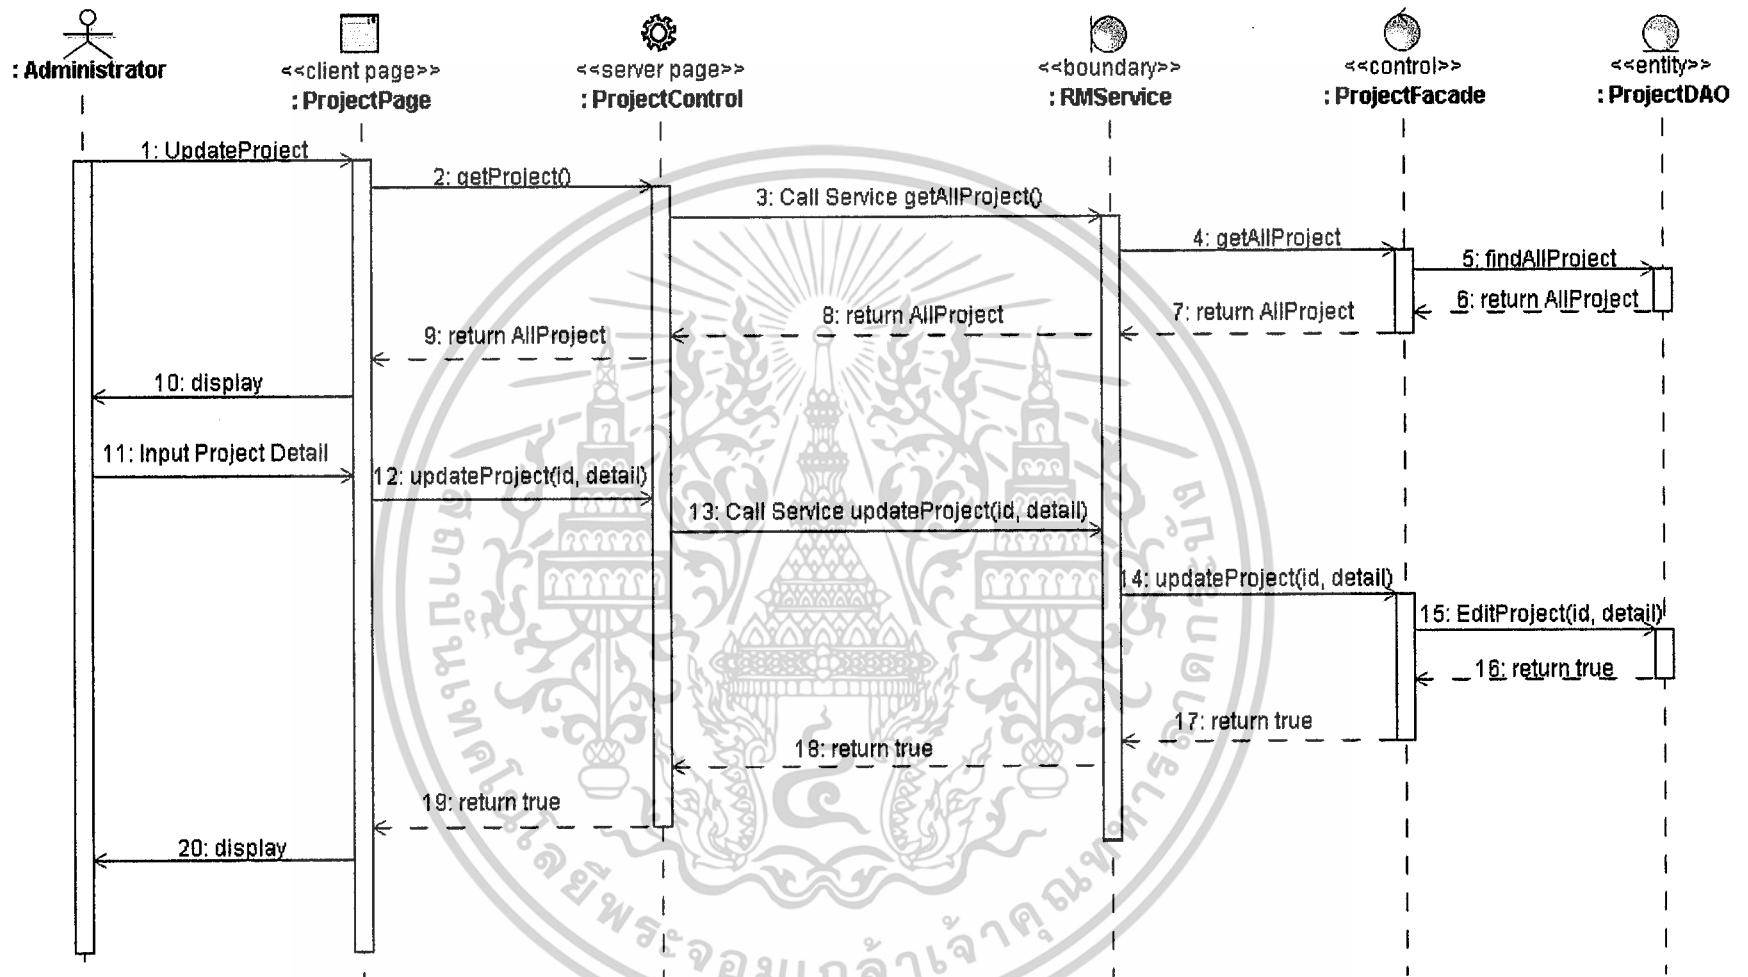 : Administrator
<<client page>>
: ProjectPage
<<server page>>
: ProjectControl
<<boundary>>
: RMService
<<control>>
: ProjectFacade
<<entity>>
: ProjectDAO
1: UpdateProject
2: getProject()
3: Call Service getAllProject()
4: getAllProject
5: findAllProject
6: return AllProject
7: return AllProject
8: return AllProject
9: return AllProject
10: display
11: Input Project Detail
12: updateProject(id, detail)
13: Call Service updateProject(id, detail)
14: updateProject(id, detail)
15: EditProject(id, detail)
16: return true
17: return true
18: return true
19: return true
20: display
๔